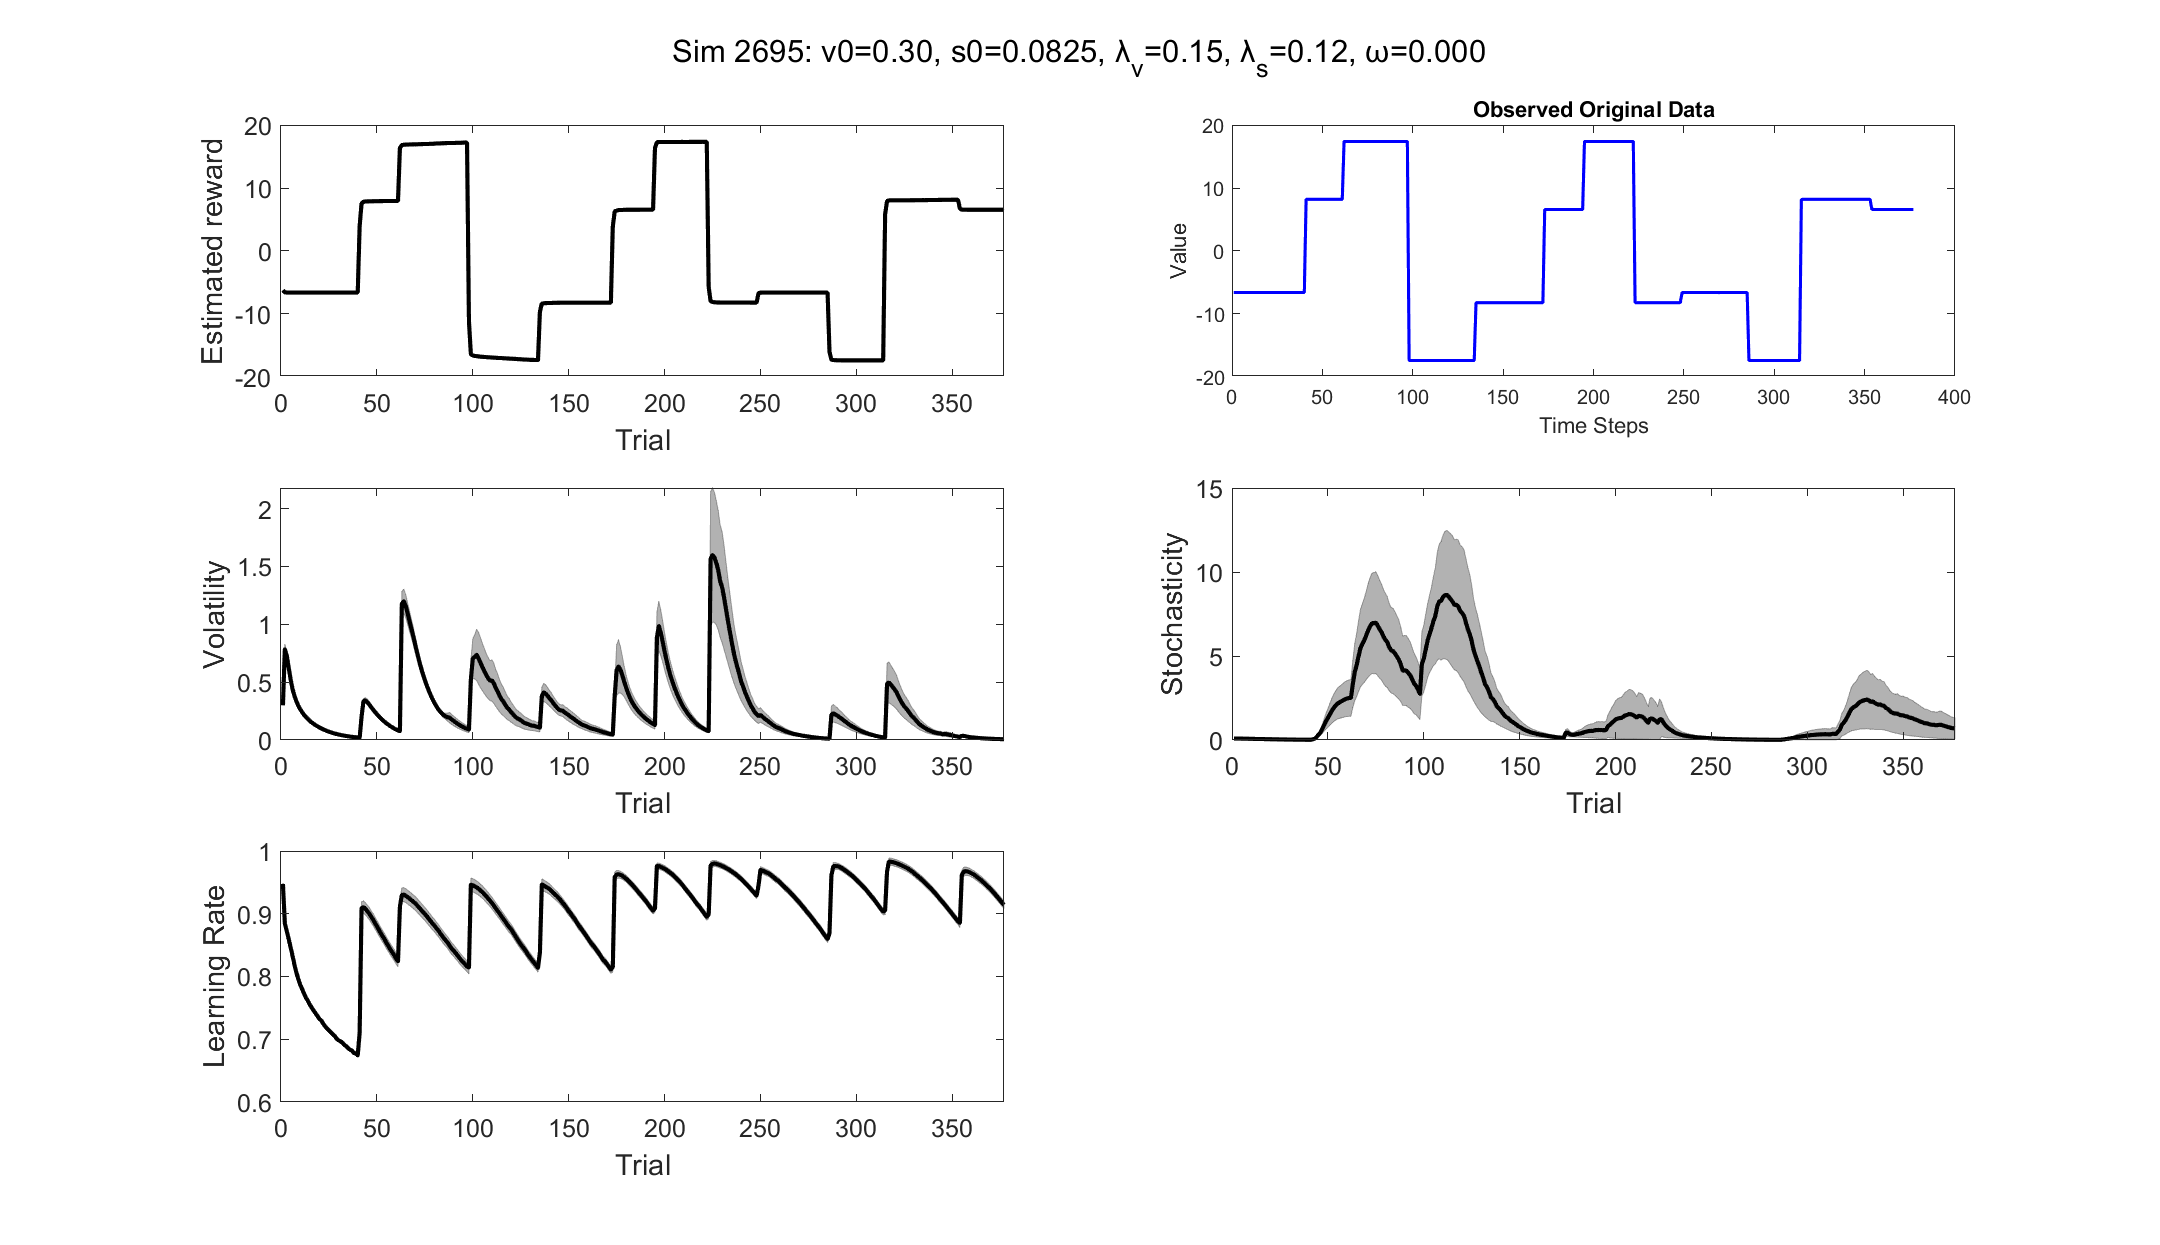 Sim 2695: v0=0.30, s0=0.0825, λ_v=0.15, λ_s=0.12, ω=0.000
20
10
0
-10
-20
Estimated reward
0 50 100 150 200 250 300 350
Trial
Observed Original Data
20
10
0
-10
-20
Value
0 50 100 150 200 250 300 350 400
Time Steps
2
1.5
1
0.5
0
Volatility
0 50 100 150 200 250 300 350
Trial
15
10
5
0
Stochasticity
0 50 100 150 200 250 300 350
Trial
1
0.9
0.8
0.7
0.6
Learning Rate
0 50 100 150 200 250 300 350
Trial